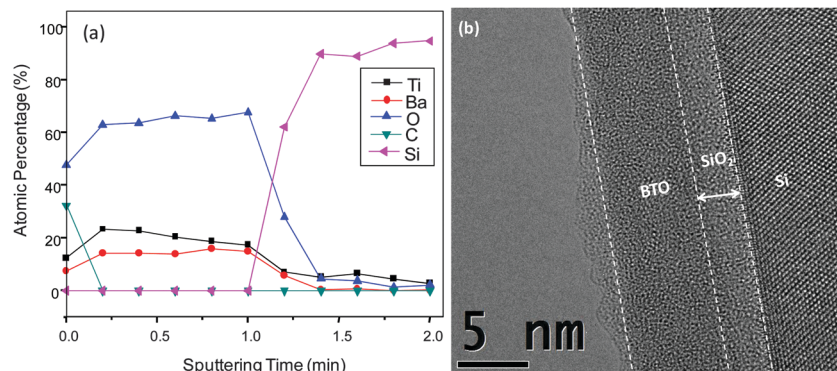 (a)
100
80
60
40
20
0
Atomic Percentage (%)
Ti
Ba
O
C
Si
0.0 0.5 1.0 1.5 2.0
Sputtering Time (min)
(b)
BTO
SiO₂
Si
5 nm